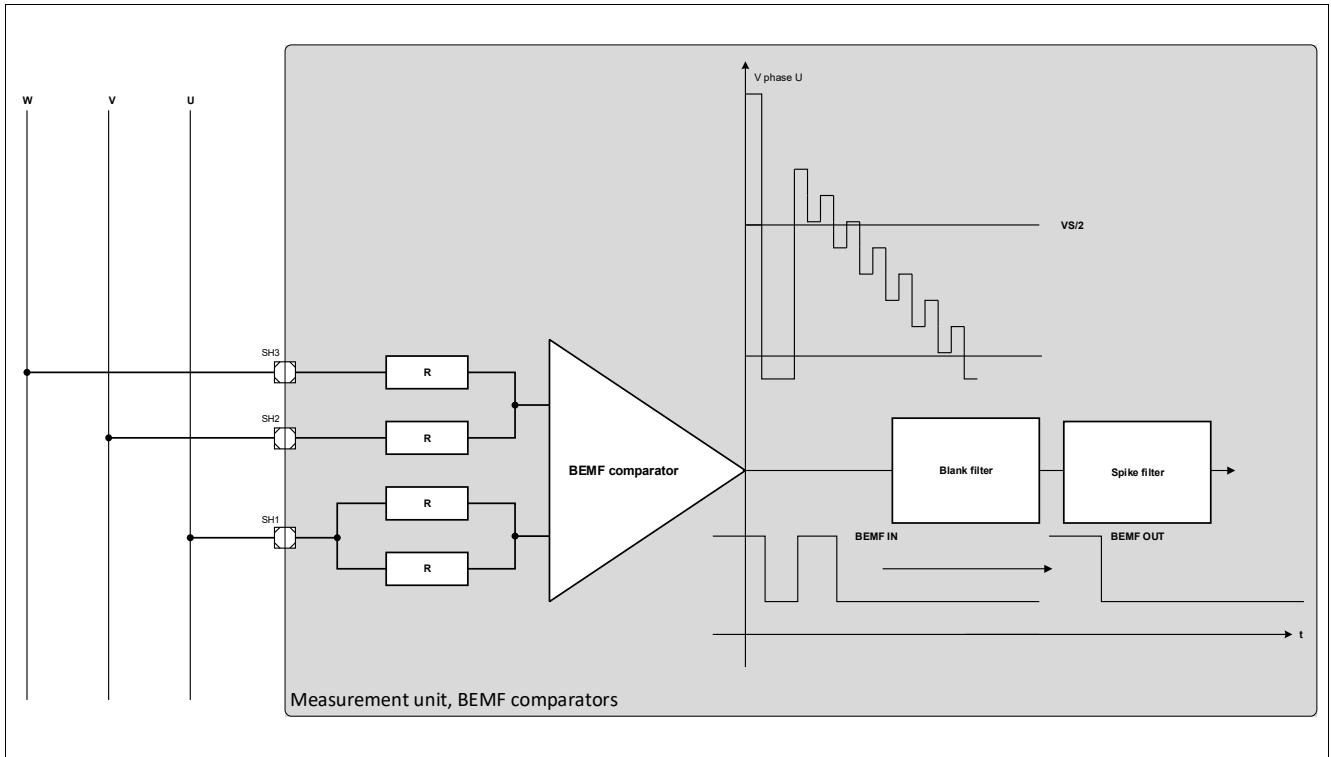 V phase U
W
V
U
VS/2
SH3
R
SH2
R
BEMF comparator
Blank filter
Spike filter
SH1
R
R
BEMF IN
BEMF OUT
t
Measurement unit, BEMF comparators